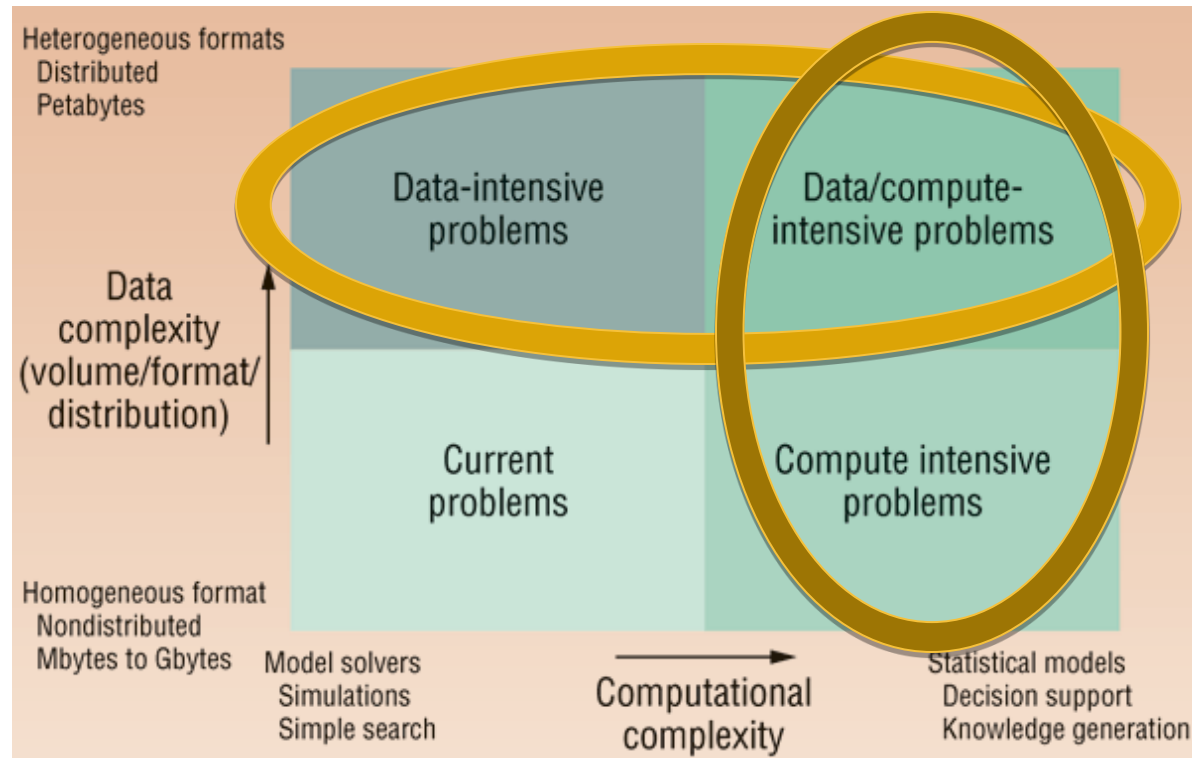 Heterogeneous formats
Distributed
Petabytes
Data-intensive
problems
Data/compute-
intensive problems
Data
complexity
(volume/format/
distribution)
Current
problems
Compute intensive
problems
Homogeneous format
Nondistributed
Mbytes to Gbytes
Model solvers
Simulations
Simple search
Computational
complexity
Statistical models
Decision support
Knowledge generation